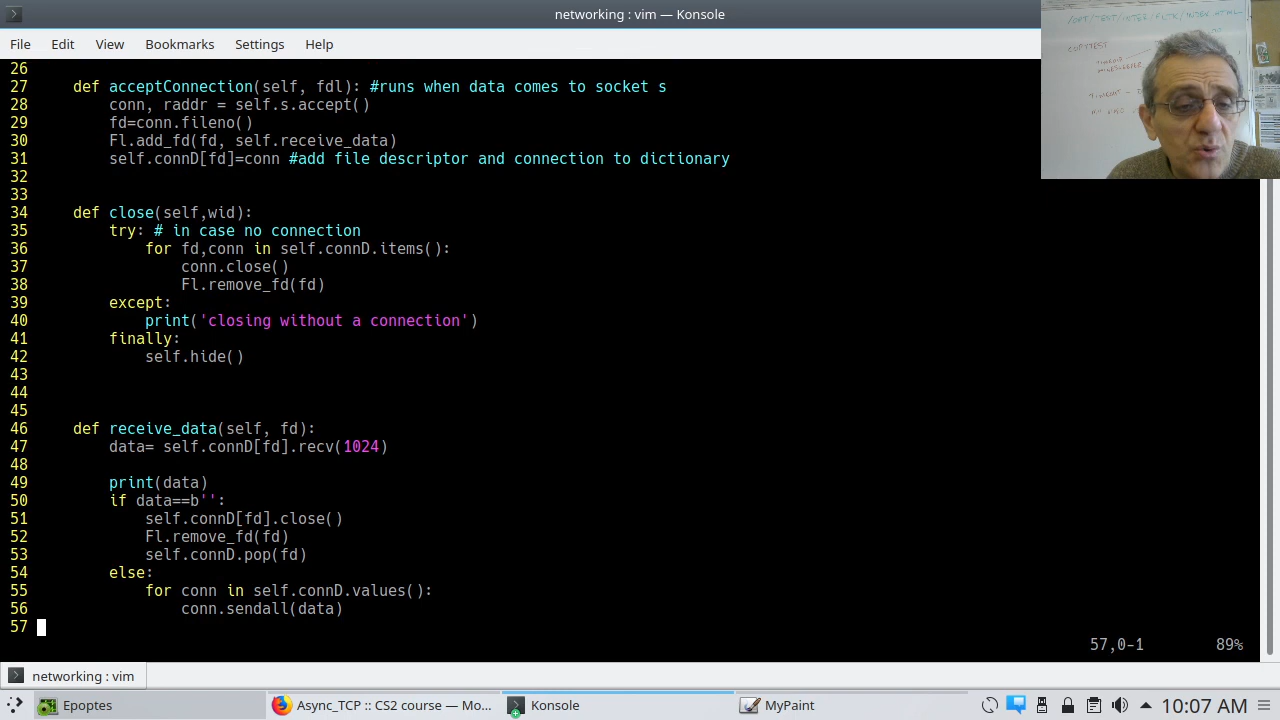 networking : vim — Konsole
File Edit View Bookmarks Settings Help
26
27 def acceptConnection(self, fdl): #runs when data comes to socket s
28 conn, raddr = self.s.accept()
29 fd=conn.fileno()
30 Fl.add_fd(fd, self.receive_data)
31 self.connD[fd]=conn #add file descriptor and connection to dictionary
32
33
34 def close(self,wid):
35 try: # in case no connection
36 for fd,conn in self.connD.items():
37 conn.close()
38 Fl.remove_fd(fd)
39 except:
40 print('closing without a connection')
41 finally:
42 self.hide()
43
44
45
46 def receive_data(self, fd):
47 data= self.connD[fd].recv(1024)
48
49 print(data)
50 if data==b'':
51 self.connD[fd].close()
52 Fl.remove_fd(fd)
53 self.connD.pop(fd)
54 else:
55 for conn in self.connD.values():
56 conn.sendall(data)
57
57,0-1 89%
networking : vim
Epoptes Async_TCP :: CS2 course — Mo... Konsole MyPaint 10:07 AM